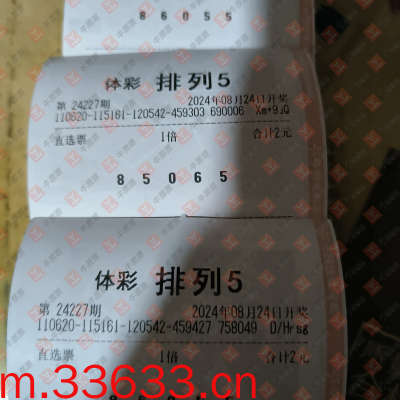 86055
体彩 排列5
第 24227期 2024年08月24日开奖
110620-115161-120542-459303 690006 Xm+9JQ
直选票 1倍 合计2元
85065
体彩 排列5
第 24227期 2024年08月24日开奖
110620-115161-120542-459427 758049 D/Hrsg
直选票 1倍 合计2元
m.33633.cn